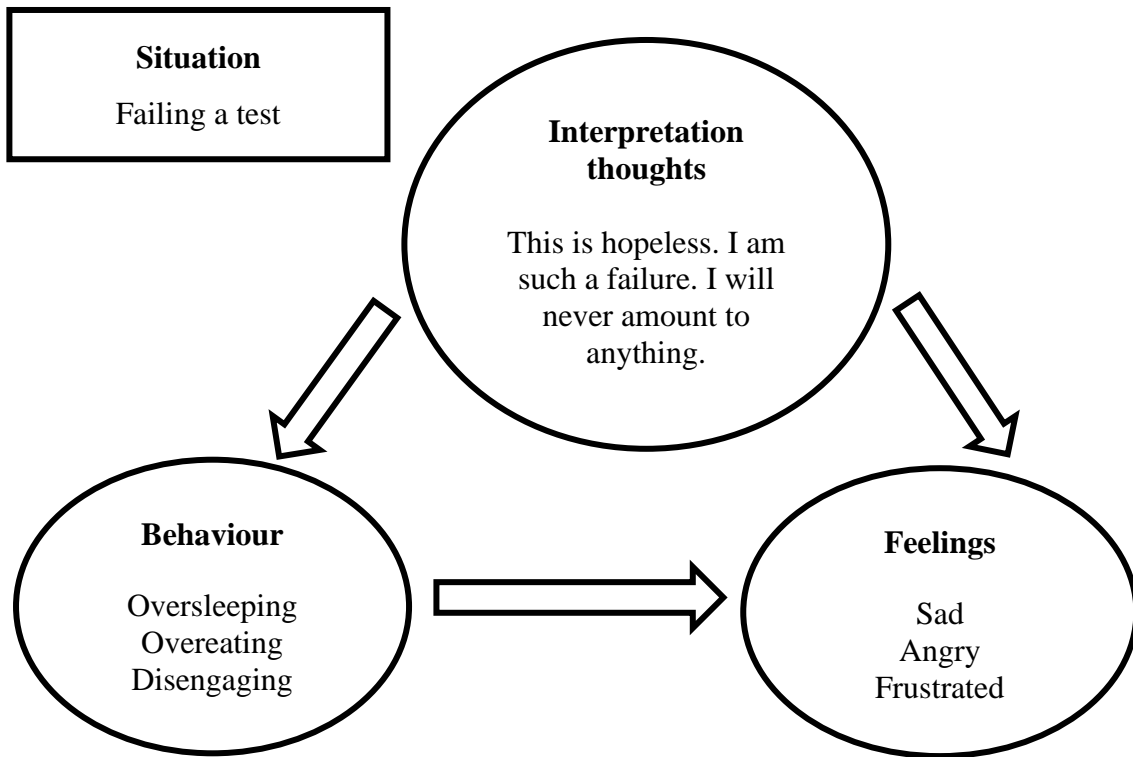 Situation
Failing a test
Interpretation
thoughts
This is hopeless. I am
such a failure. I will
never amount to
anything.
Behaviour
Oversleeping
Overeating
Disengaging
Feelings
Sad
Angry
Frustrated